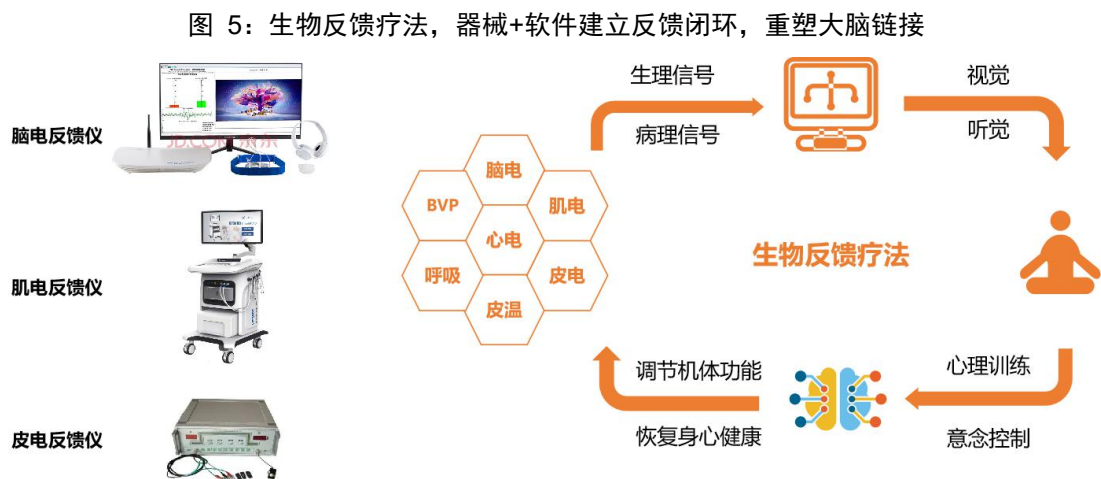 图 5：生物反馈疗法，器械+软件建立反馈闭环，重塑大脑链接
脑电反馈仪
JD.COM 京东
肌电反馈仪
皮电反馈仪
脑电
BVP
肌电
心电
呼吸
皮电
皮温
生理信号
病理信号
视觉
听觉
生物反馈疗法
心理训练
意念控制
调节机体功能
恢复身心健康